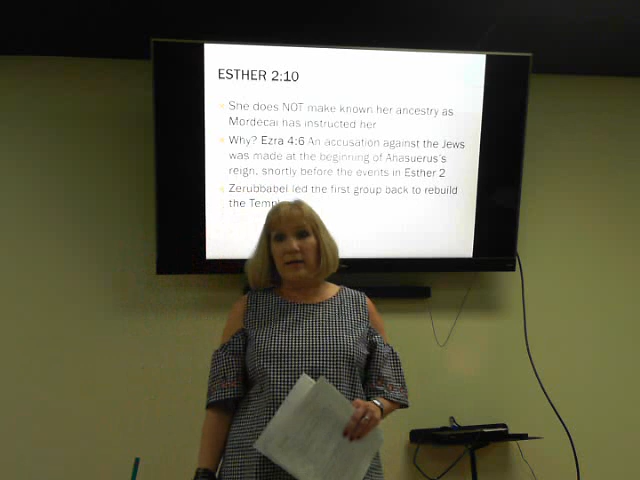 ESTHER 2:10
She does NOT make known her ancestry as
Mordecai has instructed her
Why? Ezra 4:6 An accusation against the Jews
was made at the beginning of Ahasuerus's
reign, shortly before the events in Esther 2
Zerubbabel led the first group back to rebuild
the